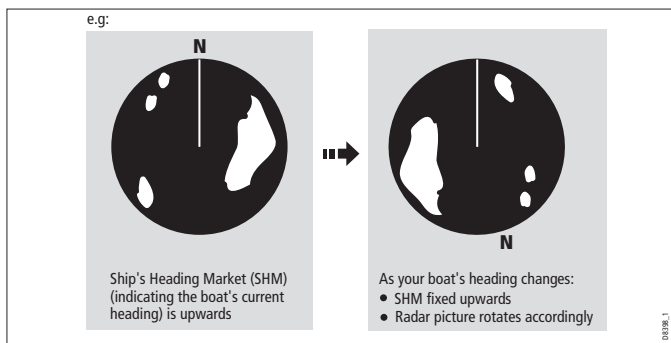 e.g:
N
Ship's Heading Market (SHM)
(indicating the boat's current
heading) is upwards
N
As your boat's heading changes:
• SHM fixed upwards
• Radar picture rotates accordingly
D8398_1